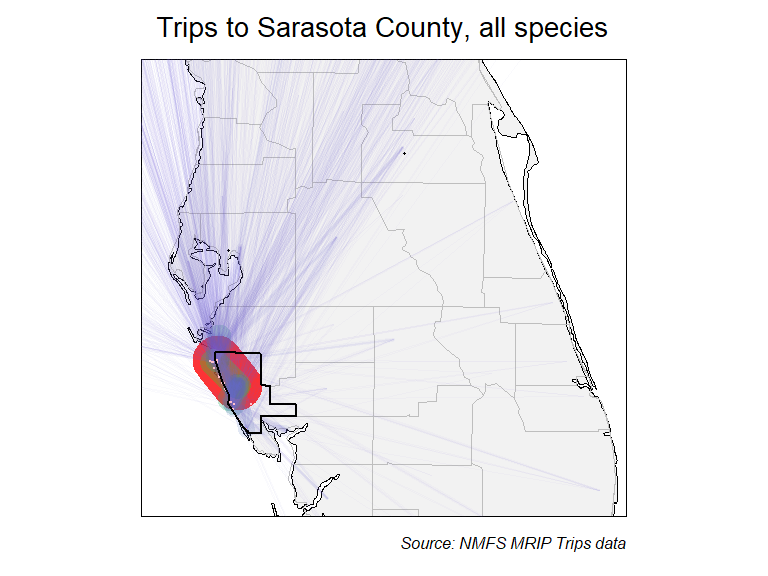 Trips to Sarasota County, all species
Source: NMFS MRIP Trips data